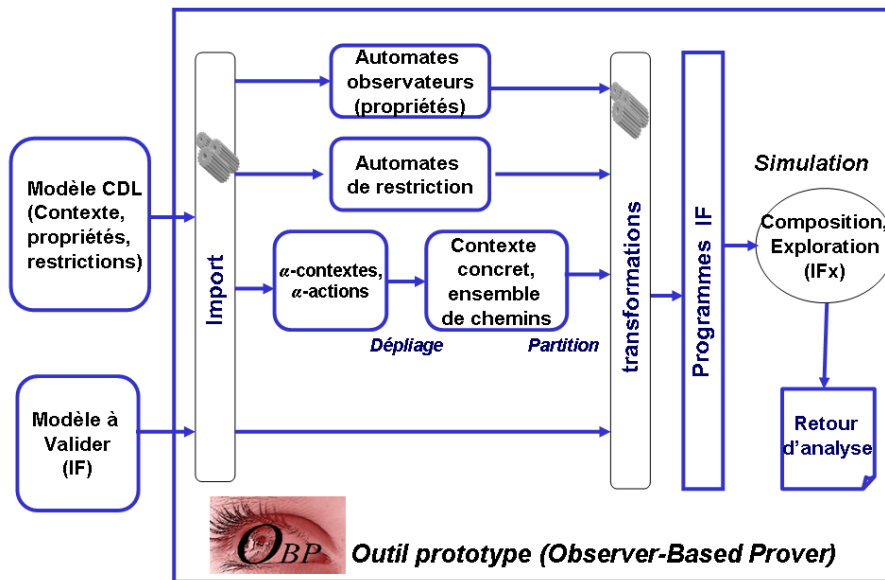 Modèle CDL
(Contexte,
propriétés,
restrictions)
Modèle à
Valider
(IF)
Import
Automates
observateurs
(propriétés)
Automates
de restriction
α-contextes,
α-actions
Dépliage
Contexte
concret,
ensemble
de chemins
Partition
transformations
Programmes IF
Simulation
Composition,
Exploration
(IFx)
Retour
d'analyse
OBP
Outil prototype (Observer-Based Prover)